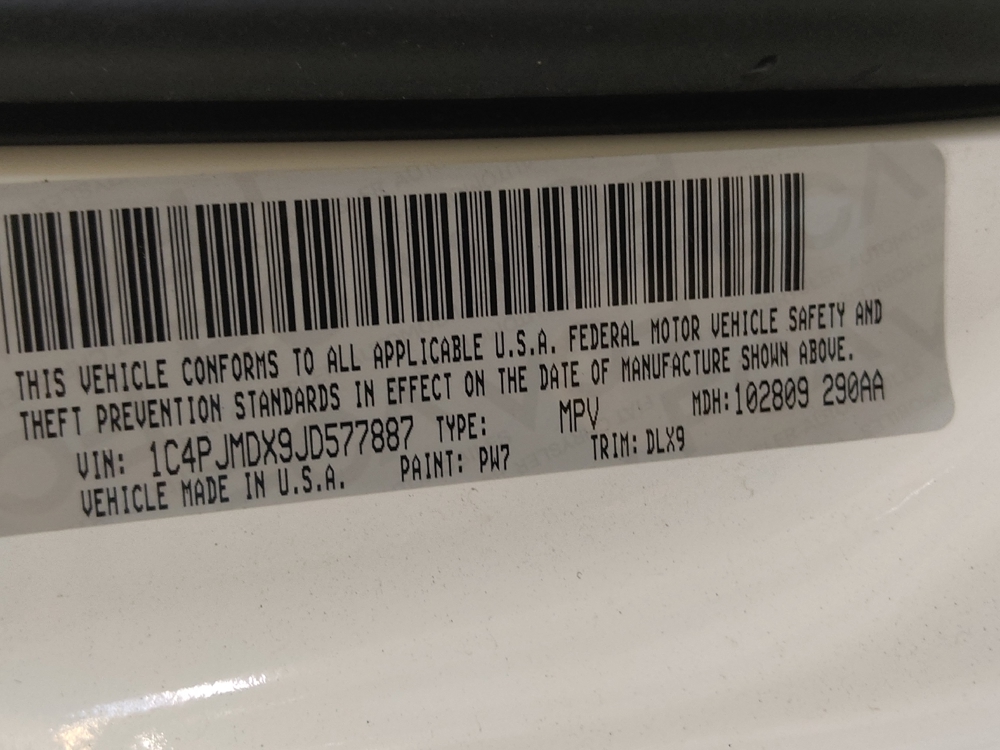 THIS VEHICLE CONFORMS TO ALL APPLICABLE U.S.A. FEDERAL MOTOR VEHICLE SAFETY AND
THEFT PREVENTION STANDARDS IN EFFECT ON THE DATE OF MANUFACTURE SHOWN ABOVE.
VIN: 1C4PJMDX9JD577887 TYPE: MPV MDH:102809 290AA
VEHICLE MADE IN U.S.A. PAINT: PW7 TRIM: DLX9